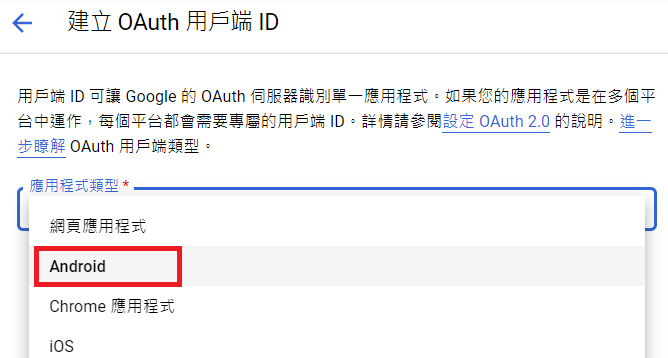 建立 OAuth 用戶端 ID
用戶端 ID 可讓 Google 的 OAuth 伺服器識別單一應用程式。如果您的應用程式是在多個平
台中運作，每個平台都會需要專屬的用戶端 ID。詳情請參閱設定 OAuth 2.0 的說明。進一
步瞭解 OAuth 用戶端類型。
應用程式類型 *
網頁應用程式
Android
Chrome 應用程式
iOS